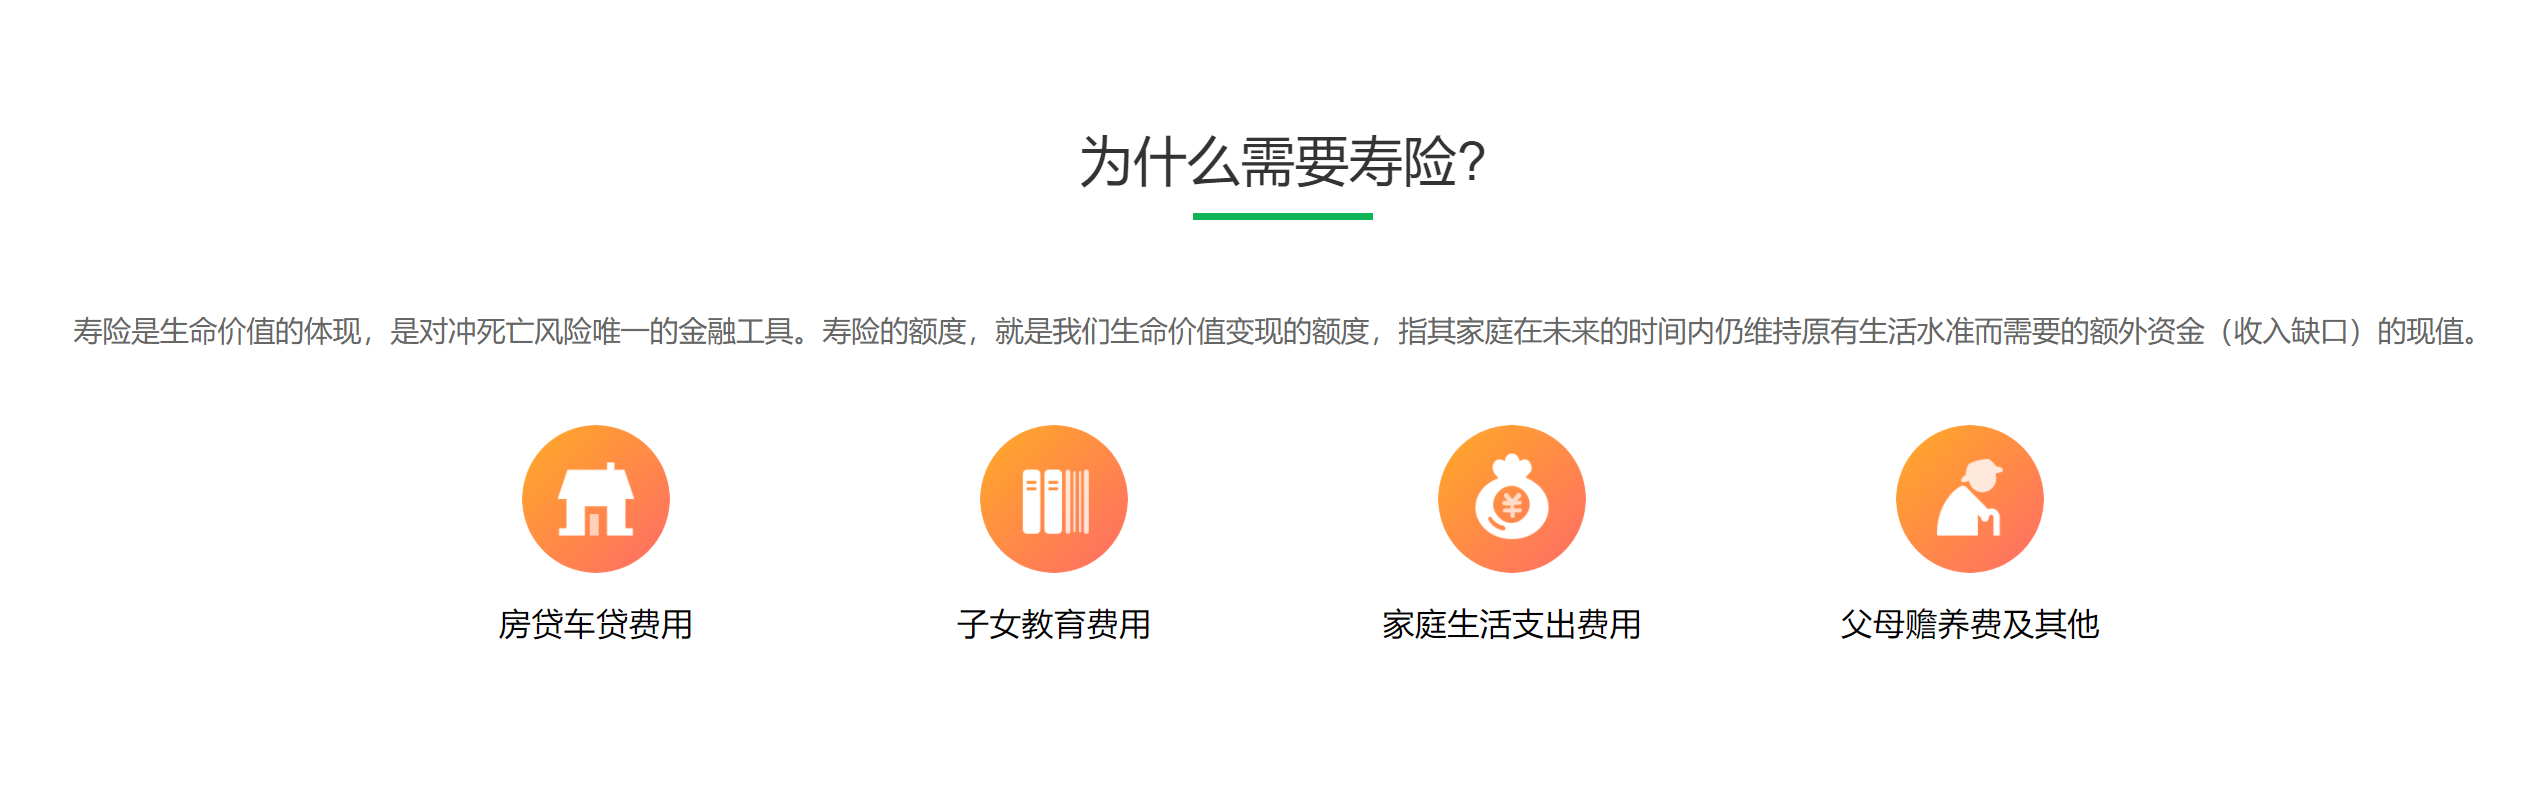 为什么需要寿险?
寿险是生命价值的体现，是对冲死亡风险唯一的金融工具。寿险的额度，就是我们生命价值变现的额度，指其家庭在未来的时间内仍维持原有生活水准而需要的额外资金（收入缺口）的现值。
¥
房贷车贷费用
子女教育费用
家庭生活支出费用
父母赡养费及其他